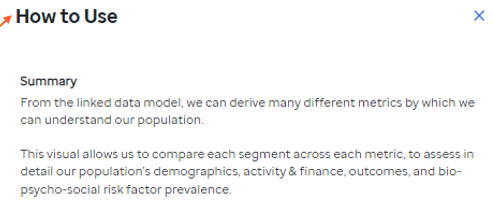 How to Use
Summary
From the linked data model, we can derive many different metrics by which we
can understand our population.
This visual allows us to compare each segment across each metric, to assess in
detail our population's demographics, activity & finance, outcomes, and bio-
psycho-social risk factor prevalence.